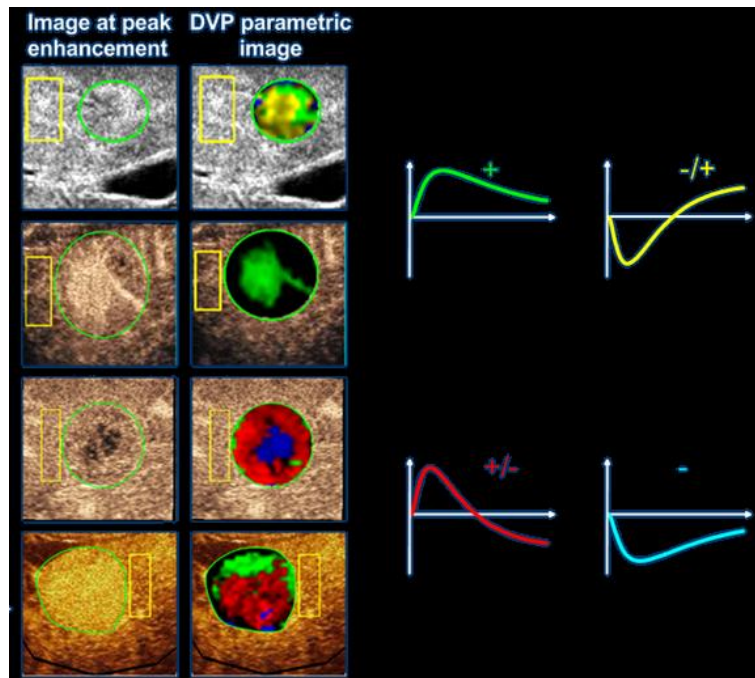 Image at peak
enhancement
DVP parametric
image
+
-/+
+/-
-